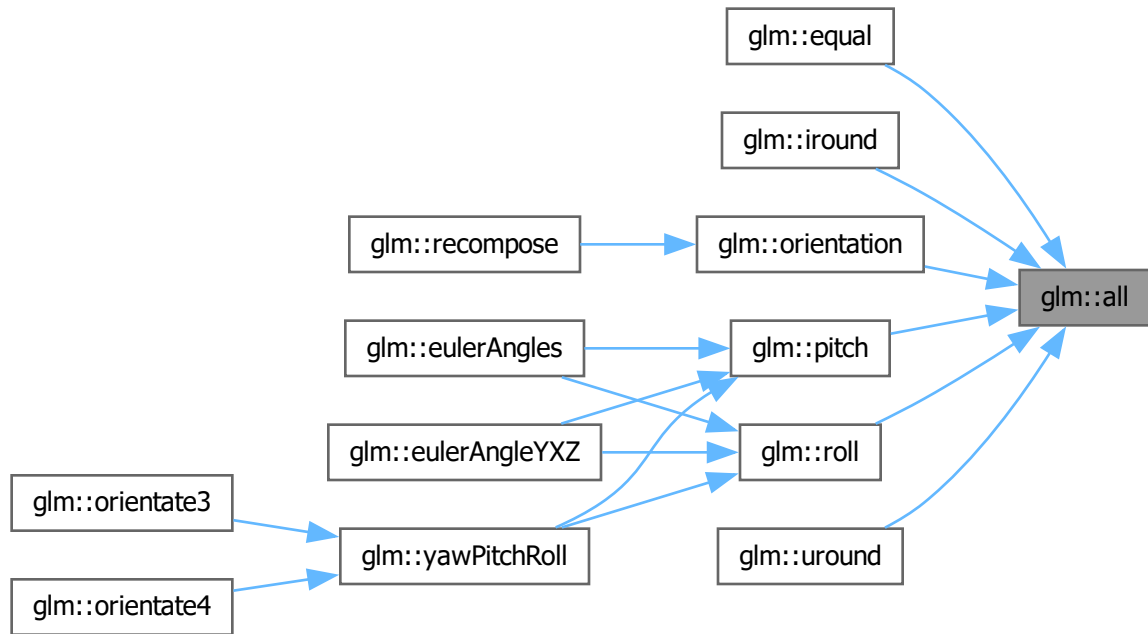 glm::equal
glm::iround
glm::recompose
glm::orientation
glm::all
glm::eulerAngles
glm::pitch
glm::eulerAngleYXZ
glm::roll
glm::orientate3
glm::yawPitchRoll
glm::uround
glm::orientate4